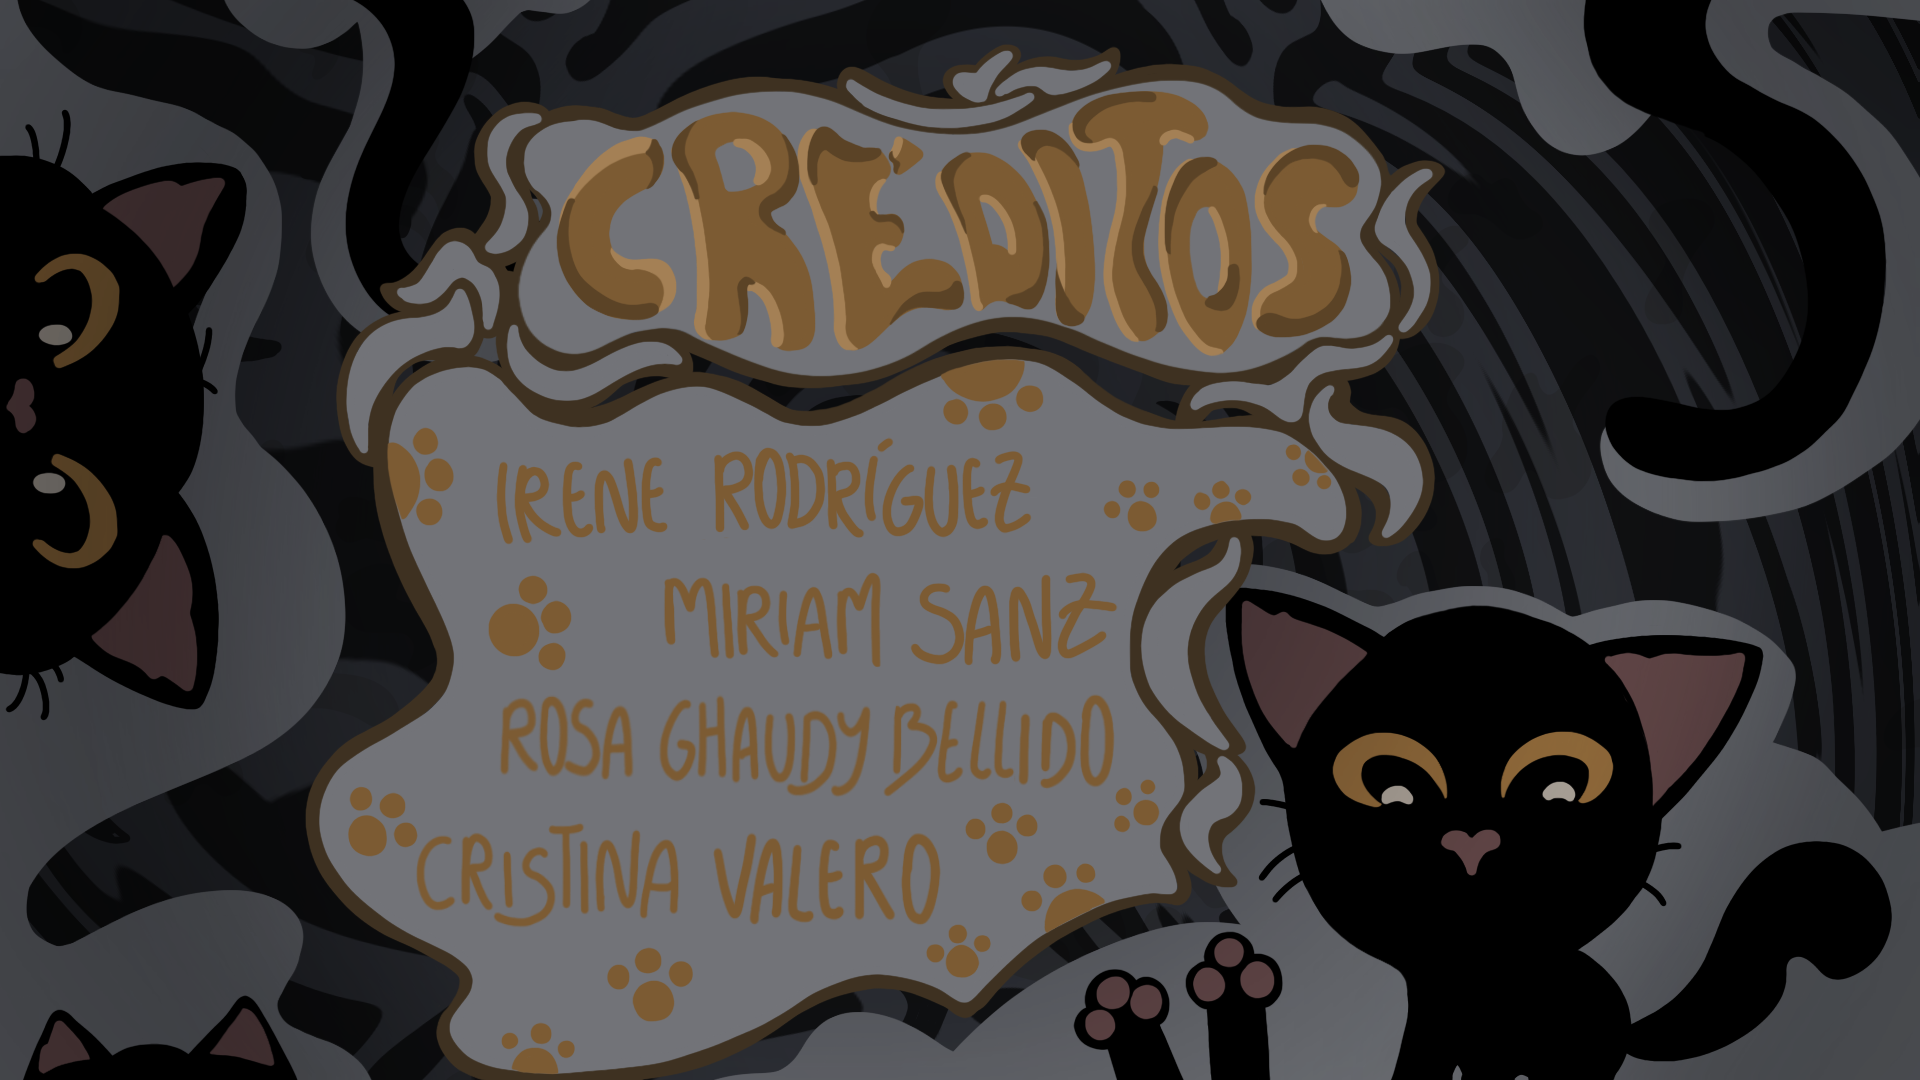 CRÉDITOS
IRENE RODRÍGUEZ
MIRIAM SANZ
ROSA GHAUDY BELLIDO
CRISTINA VALERO